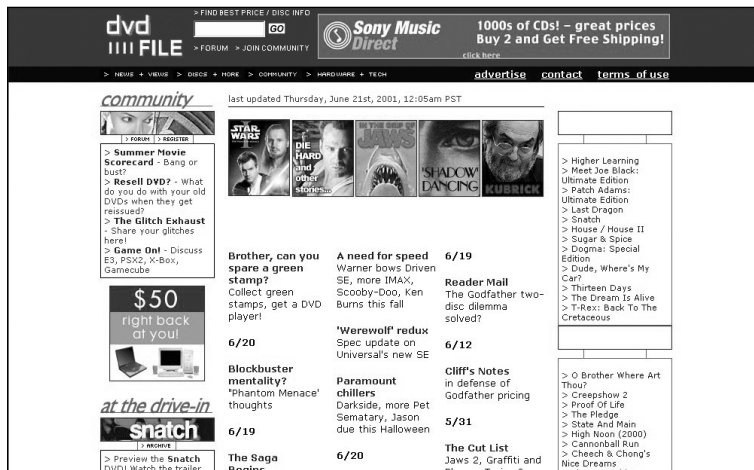 dvd FILE
> FIND BEST PRICE / DISC INFO
GO
> FORUM > JOIN COMMUNITY
Sony Music Direct
1000s of CDs! – great prices
Buy 2 and Get Free Shipping!
click here
> NEWS + VIEWS > DISCS + MORE > COMMUNITY > HARDWARE + TECH
advertise contact terms of use
community
> FORUM > REGISTER
> Summer Movie
Scorecard - Bang or
bust?
> Resell DVD? - What
do you do with your old
DVDs when they get
reissued?
> The Glitch Exhaust
- Share your glitches
here!
> Game On! - Discuss
E3, PSX2, X-Box,
Gamecube
$50
right back
at you!
at the drive-in
snatch
> ARCHIVE
> Preview the Snatch
DVD! Watch the trailer
last updated Thursday, June 21st, 2001, 12:05am PST
STAR WARS
DIE HARD and other stories...
IN THE GRIP OF JAWS
'SHADOW' DANCING
KUBRICK
Brother, can you
spare a green
stamp?
Collect green
stamps, get a DVD
player!
6/20
Blockbuster
mentality?
'Phantom Menace'
thoughts
6/19
The Saga
Begins
A need for speed
Warner bows Driven
SE, more IMAX,
Scooby-Doo, Ken
Burns this fall
'Werewolf' redux
Spec update on
Universal's new SE
Paramount
chillers
Darkside, more Pet
Sematary, Jason
due this Halloween
6/20
6/19
Reader Mail
The Godfather two-
disc dilemma
solved?
6/12
Cliff's Notes
in defense of
Godfather pricing
5/31
The Cut List
Jaws 2, Graffiti and
> Higher Learning
> Meet Joe Black:
Ultimate Edition
> Patch Adams:
Ultimate Edition
> Last Dragon
> Snatch
> House / House II
> Sugar & Spice
> Dogma: Special
Edition
> Dude, Where's My
Car?
> Thirteen Days
> The Dream Is Alive
> T-Rex: Back To The
Cretaceous
> O Brother Where Art
Thou?
> Creepshow 2
> Proof Of Life
> The Pledge
> State And Main
> High Noon (2000)
> Cannonball Run
> Cheech & Chong's
Nice Dreams